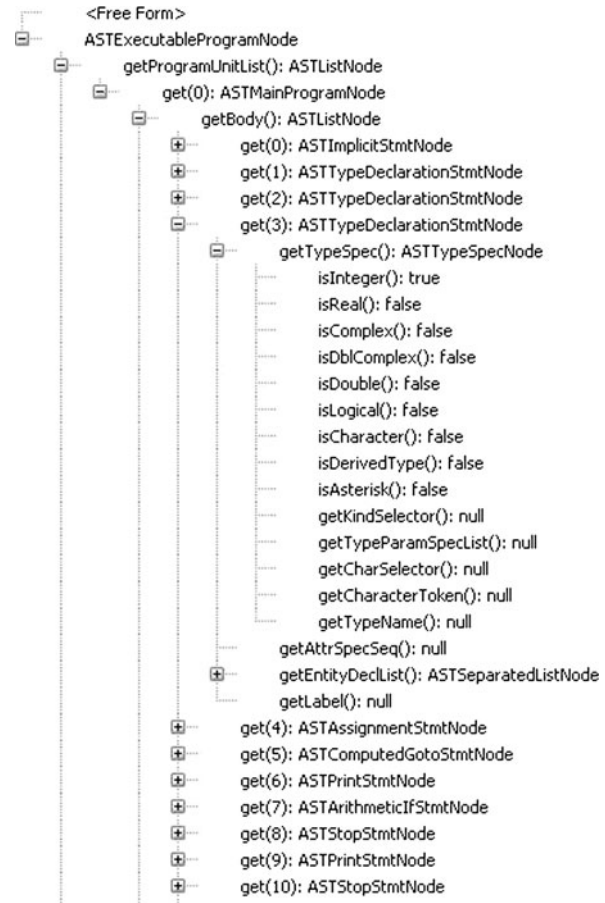 <Free Form>
ASTExecutableProgramNode
getProgramUnitList(): ASTListNode
get(0): ASTMainProgramNode
getBody(): ASTListNode
get(0): ASTImplicitStmtNode
get(1): ASTTypeDeclarationStmtNode
get(2): ASTTypeDeclarationStmtNode
get(3): ASTTypeDeclarationStmtNode
getTypeSpec(): ASTTypeSpecNode
isInteger(): true
isReal(): false
isComplex(): false
isDblComplex(): false
isDouble(): false
isLogical(): false
isCharacter(): false
isDerivedType(): false
isAsterisk(): false
getKindSelector(): null
getTypeParamSpecList(): null
getCharSelector(): null
getCharacterToken(): null
getTypeName(): null
getAttrSpecSeq(): null
getEntityDeclList(): ASTSeparatedListNode
getLabel(): null
get(4): ASTAssignmentStmtNode
get(5): ASTComputedGotoStmtNode
get(6): ASTPrintStmtNode
get(7): ASTArithmeticIfStmtNode
get(8): ASTStopStmtNode
get(9): ASTPrintStmtNode
get(10): ASTStopStmtNode